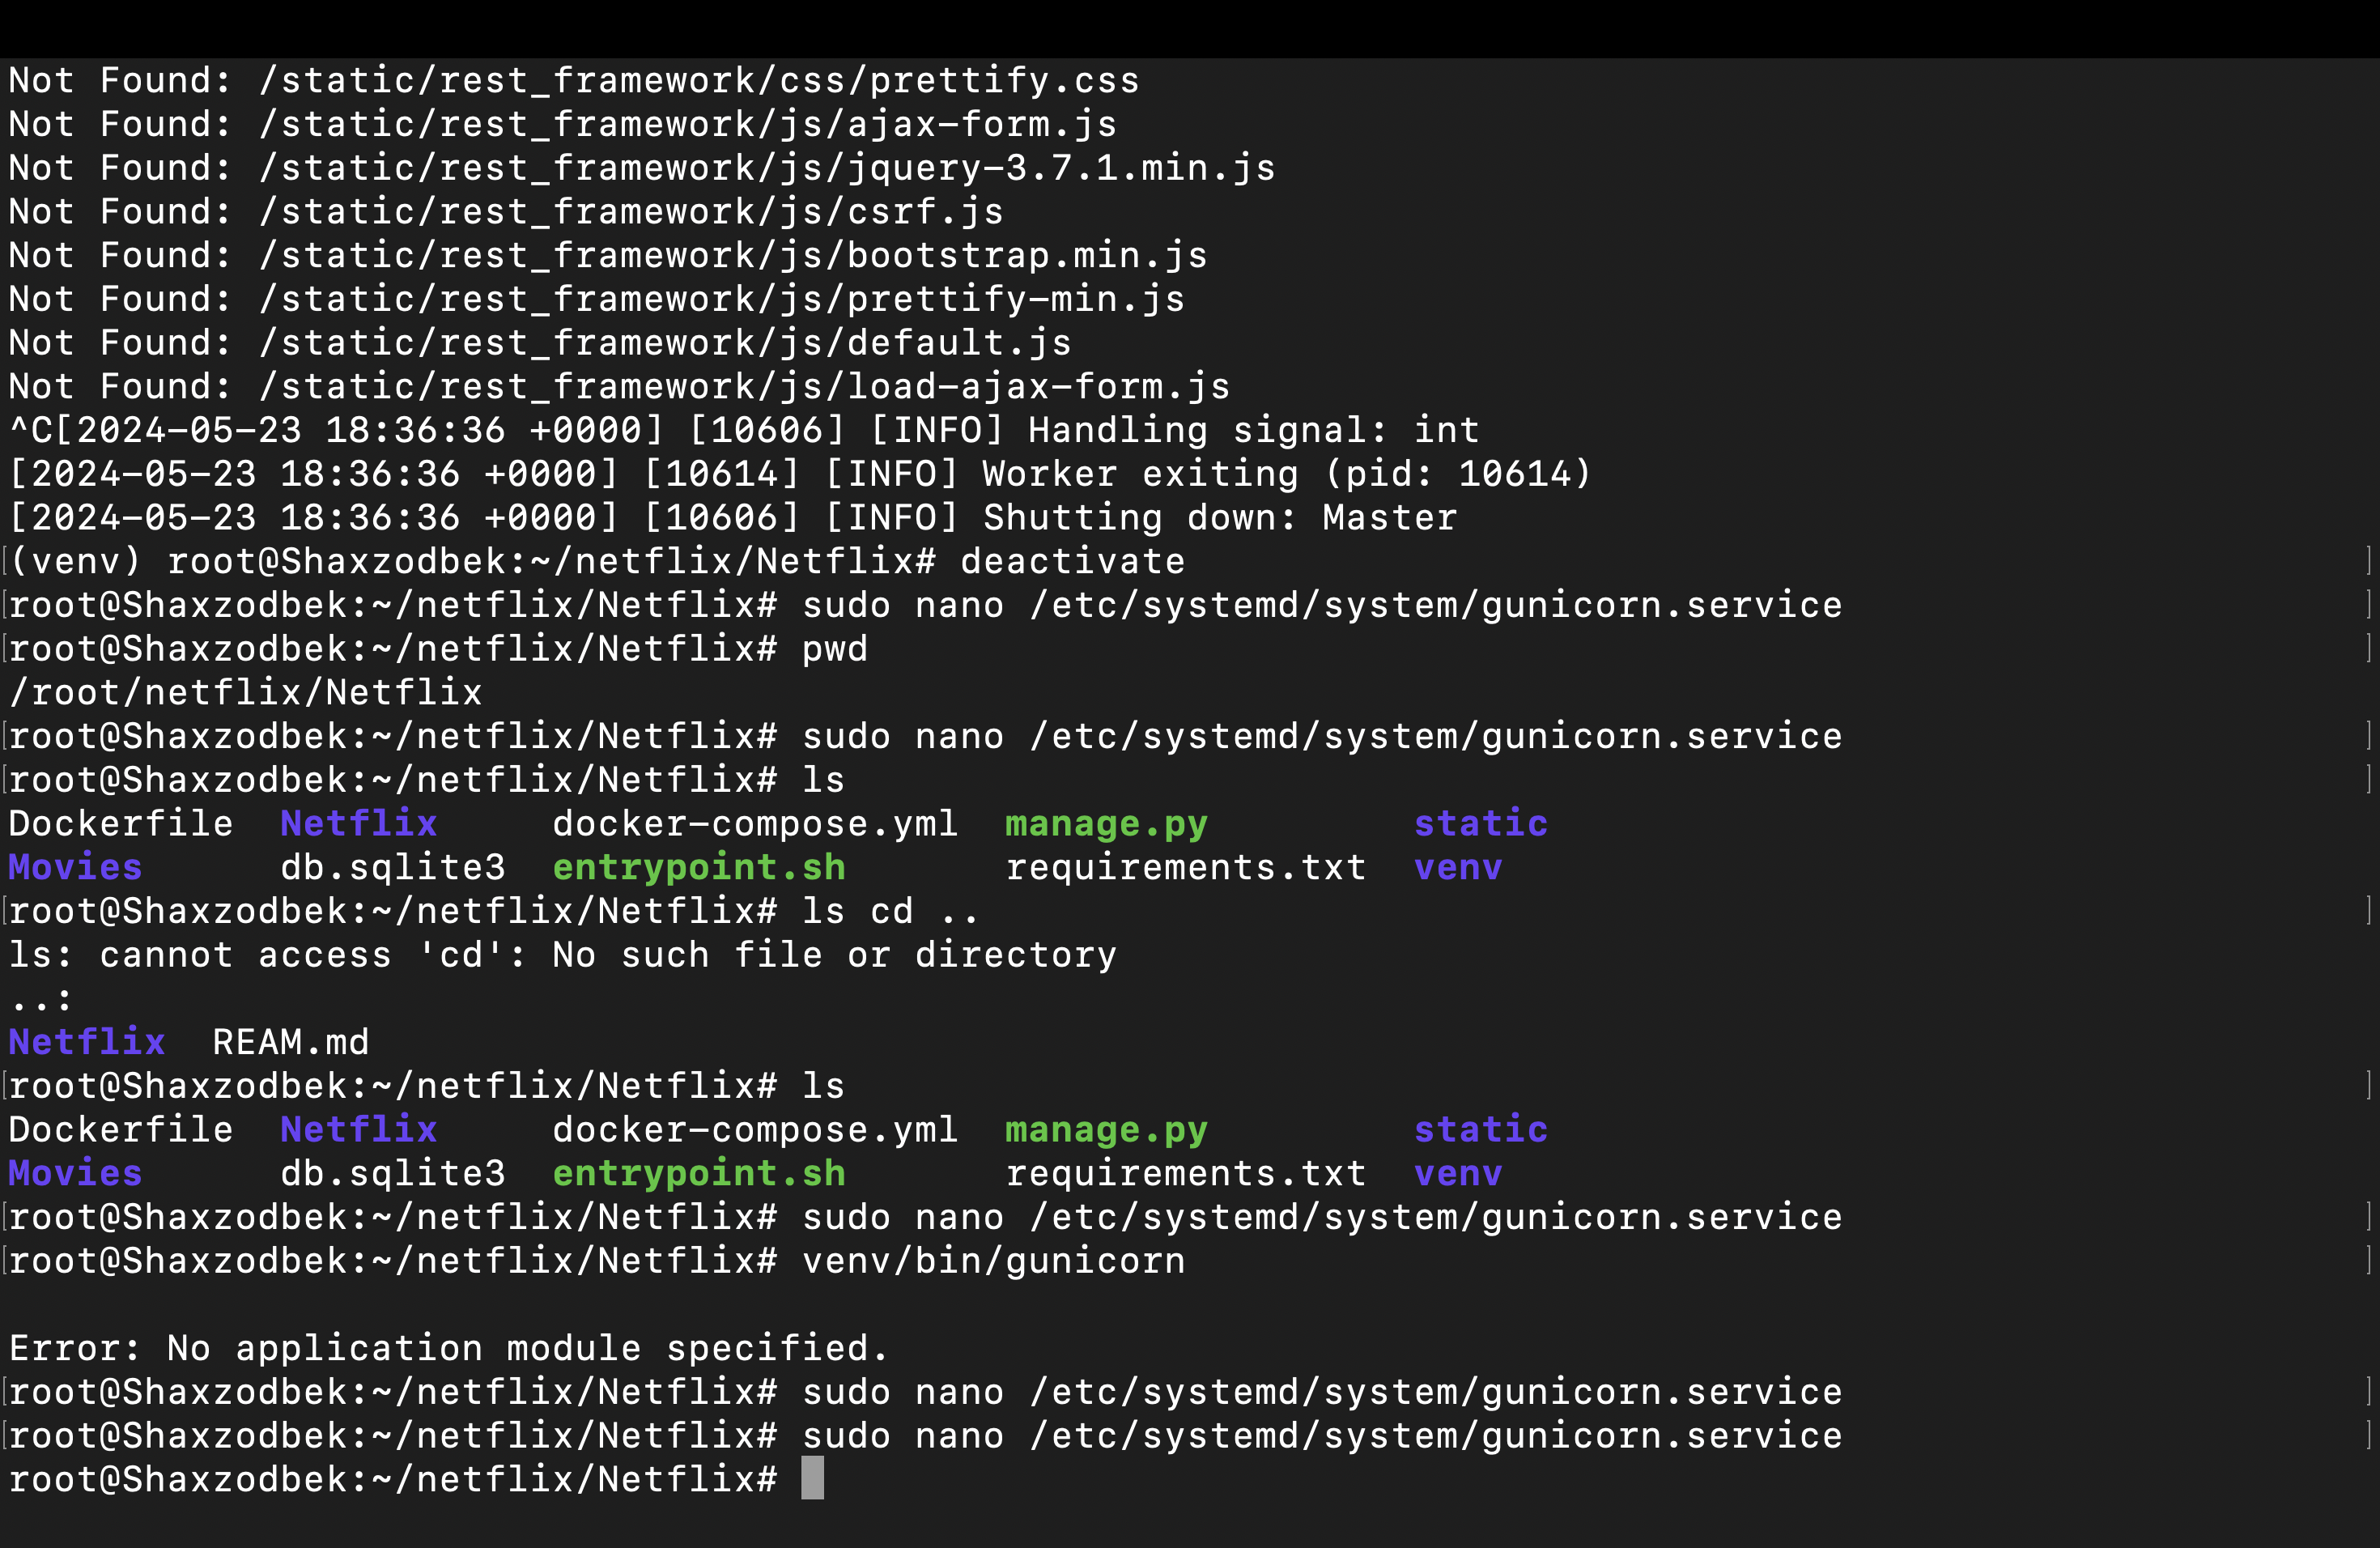 Not Found: /static/rest_framework/css/prettify.css
Not Found: /static/rest_framework/js/ajax-form.js
Not Found: /static/rest_framework/js/jquery-3.7.1.min.js
Not Found: /static/rest_framework/js/csrf.js
Not Found: /static/rest_framework/js/bootstrap.min.js
Not Found: /static/rest_framework/js/prettify-min.js
Not Found: /static/rest_framework/js/default.js
Not Found: /static/rest_framework/js/load-ajax-form.js
^C[2024-05-23 18:36:36 +0000] [10606] [INFO] Handling signal: int
[2024-05-23 18:36:36 +0000] [10614] [INFO] Worker exiting (pid: 10614)
[2024-05-23 18:36:36 +0000] [10606] [INFO] Shutting down: Master
[(venv) root@Shaxzodbek:~/netflix/Netflix# deactivate ]
[root@Shaxzodbek:~/netflix/Netflix# sudo nano /etc/systemd/system/gunicorn.service ]
[root@Shaxzodbek:~/netflix/Netflix# pwd ]
/root/netflix/Netflix
[root@Shaxzodbek:~/netflix/Netflix# sudo nano /etc/systemd/system/gunicorn.service ]
[root@Shaxzodbek:~/netflix/Netflix# ls ]
Dockerfile Netflix docker-compose.yml manage.py static
Movies db.sqlite3 entrypoint.sh requirements.txt venv
[root@Shaxzodbek:~/netflix/Netflix# ls cd .. ]
ls: cannot access 'cd': No such file or directory
..:
Netflix REAM.md
[root@Shaxzodbek:~/netflix/Netflix# ls ]
Dockerfile Netflix docker-compose.yml manage.py static
Movies db.sqlite3 entrypoint.sh requirements.txt venv
[root@Shaxzodbek:~/netflix/Netflix# sudo nano /etc/systemd/system/gunicorn.service ]
[root@Shaxzodbek:~/netflix/Netflix# venv/bin/gunicorn ]
Error: No application module specified.
[root@Shaxzodbek:~/netflix/Netflix# sudo nano /etc/systemd/system/gunicorn.service ]
[root@Shaxzodbek:~/netflix/Netflix# sudo nano /etc/systemd/system/gunicorn.service ]
root@Shaxzodbek:~/netflix/Netflix#